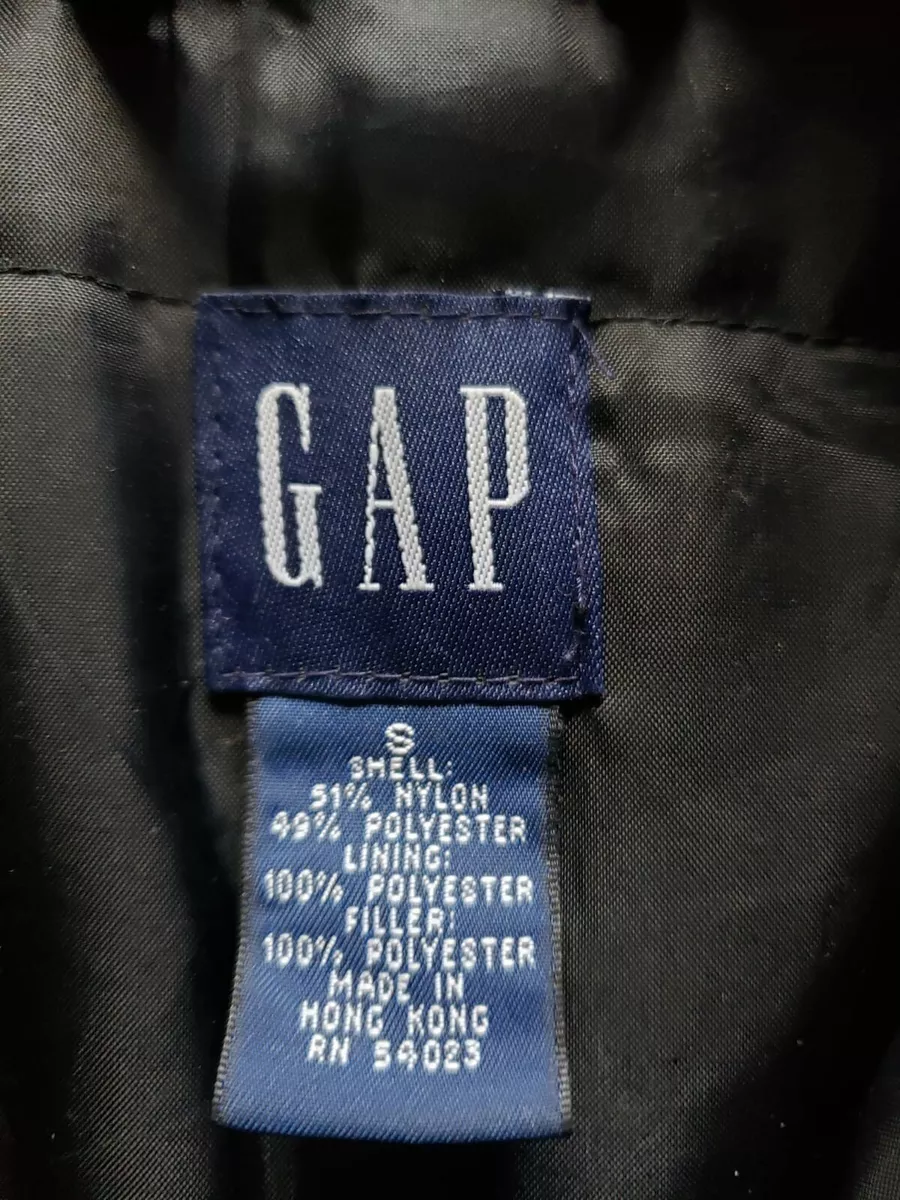 GAP
S
SHELL:
51% NYLON
49% POLYESTER
LINING:
100% POLYESTER
FILLER:
100% POLYESTER
MADE IN
HONG KONG
RN 54023